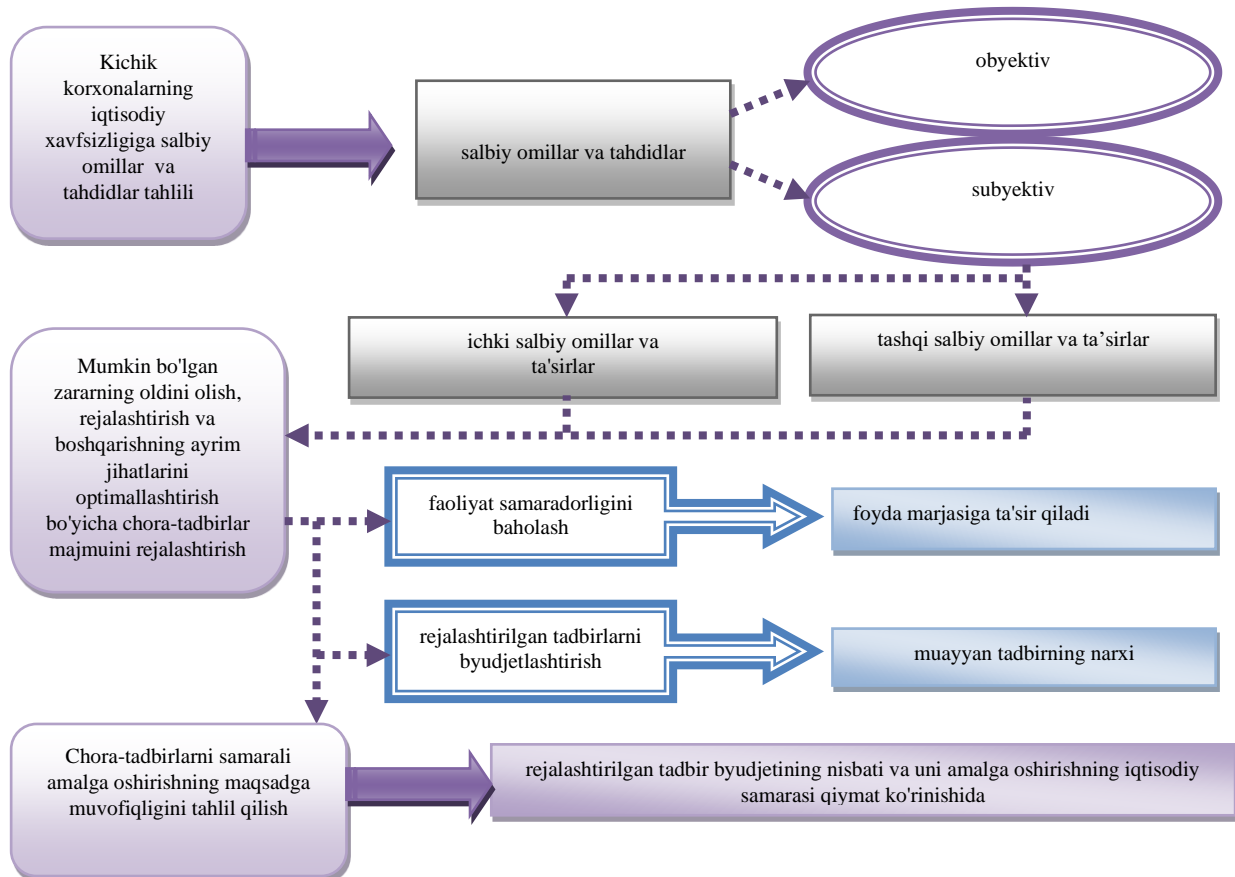 Kichik
korxonalarning
iqtisodiy
xavfsizligiga salbiy
omillar va
tahdidlar tahlili
salbiy omillar va tahdidlar
obyektiv
subyektiv
ichki salbiy omillar va
ta'sirlar
tashqi salbiy omillar va ta’sirlar
Mumkin bo'lgan
zararning oldini olish,
rejalashtirish va
boshqarishning ayrim
jihatlarini
optimallashtirish
bo'yicha chora-tadbirlar
majmuini rejalashtirish
faoliyat samaradorligini
baholash
foyda marjasiga ta'sir qiladi
rejalashtirilgan tadbirlarni
byudjetlashtirish
muayyan tadbirning narxi
Chora-tadbirlarni samarali
amalga oshirishning maqsadga
muvofiqligini tahlil qilish
rejalashtirilgan tadbir byudjetining nisbati va uni amalga oshirishning iqtisodiy
samarasi qiymat ko'rinishida